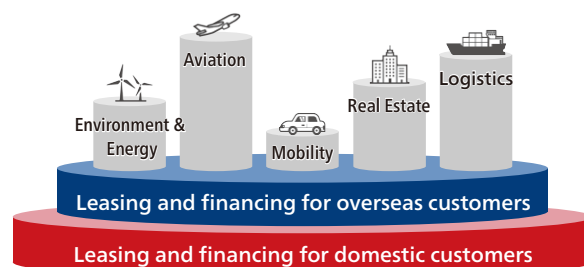 Aviation
Logistics
Real Estate
Environment &
Energy
Mobility
Leasing and financing for overseas customers
Leasing and financing for domestic customers